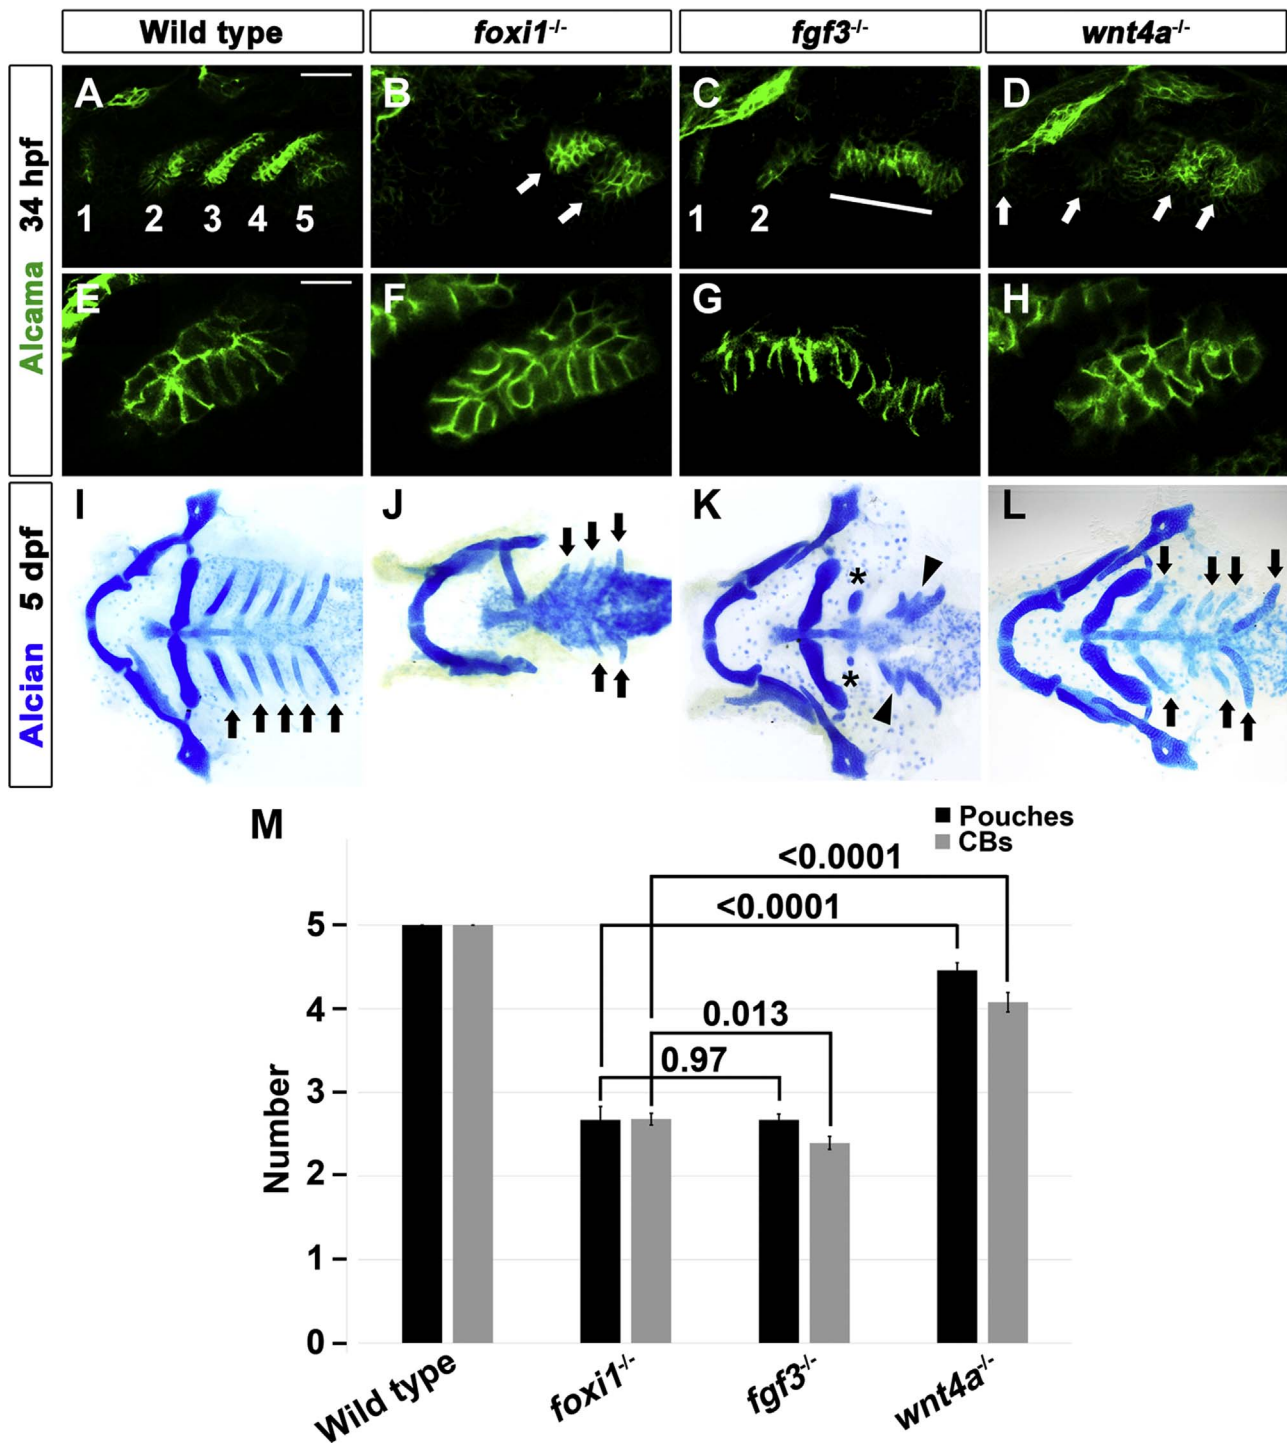 Wild type
foxi1-/-
fgf3-/-
wnt4a-/-
Alcama 34 hpf
A
B
C
D
1 2 3 4 5
1 2
E
F
G
H
Alcian 5 dpf
I
J
K
L
*
*
M
Pouches
CBs
<0.0001
<0.0001
0.013
0.97
Number
5
4
3
2
1
0
Wild type
foxi1-/-
fgf3-/-
wnt4a-/-